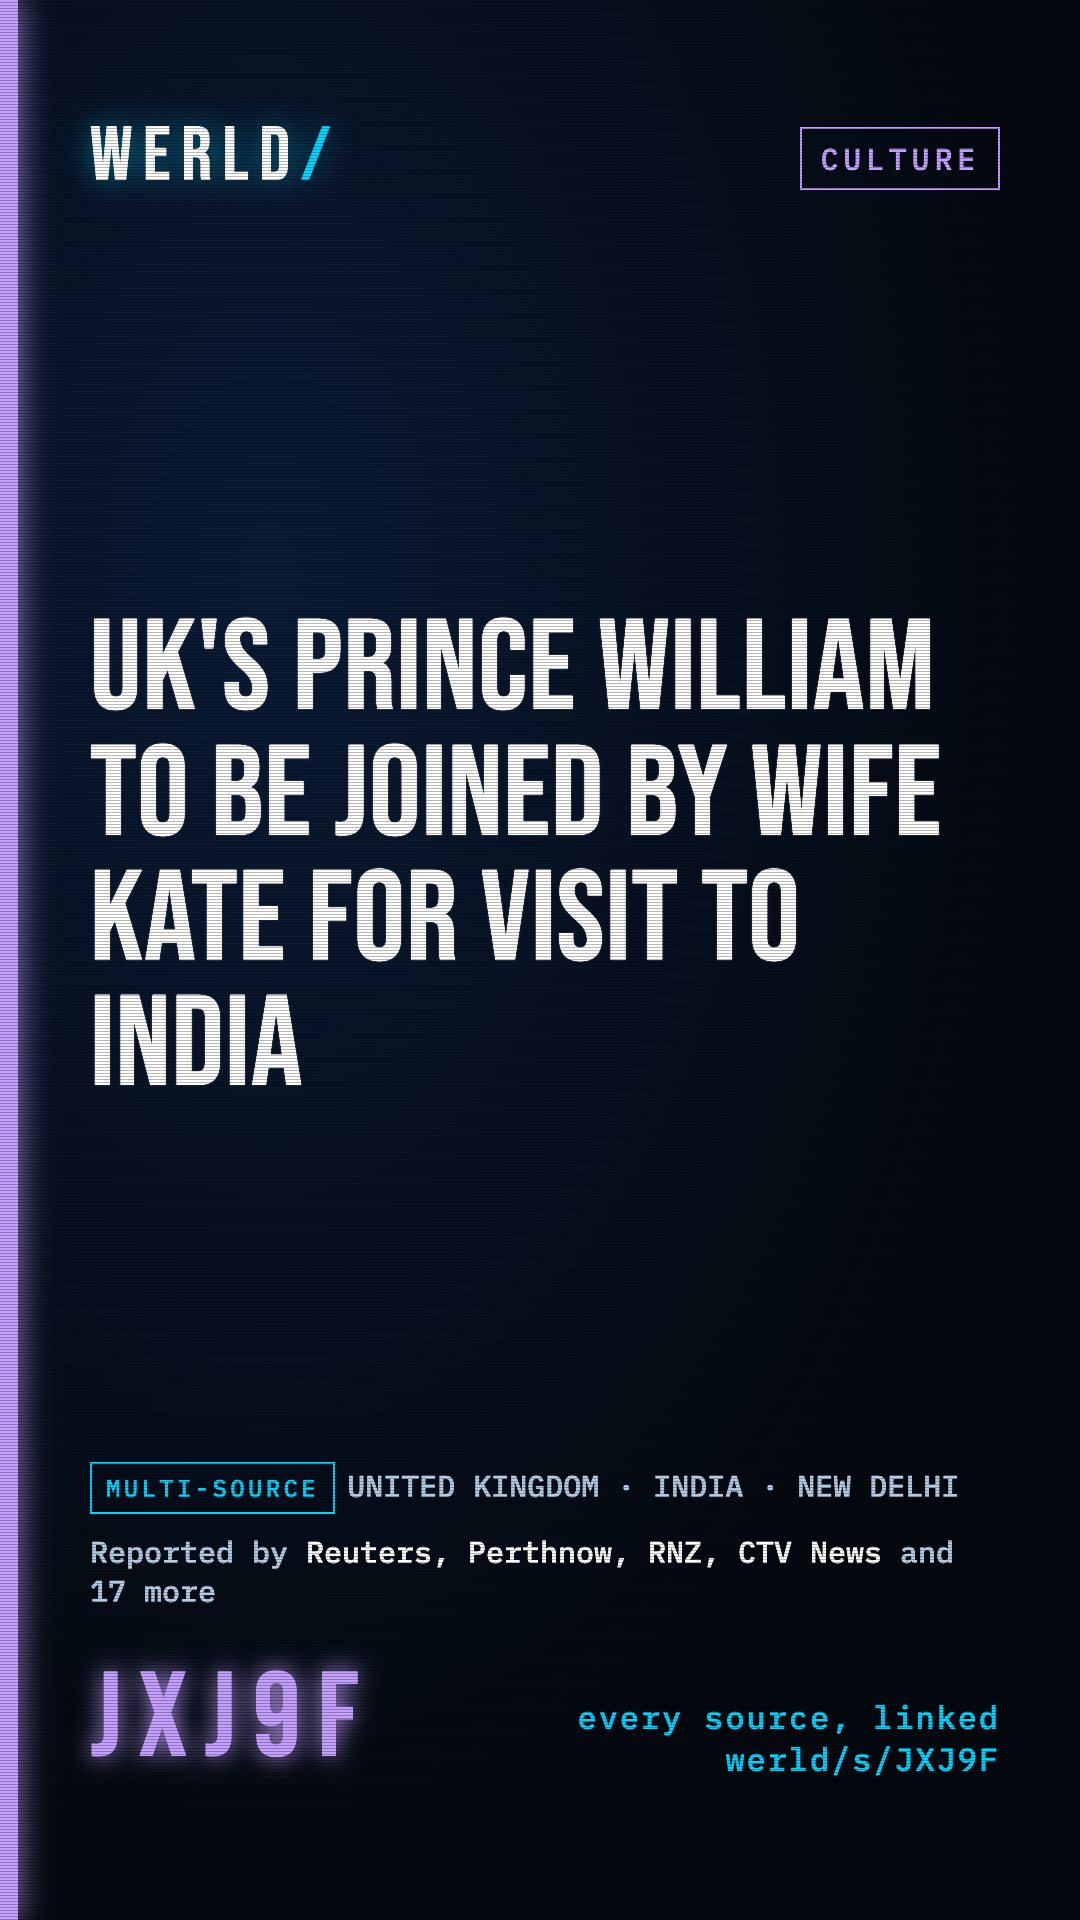 WERLD/
CULTURE
UK'S PRINCE WILLIAM
TO BE JOINED BY WIFE
KATE FOR VISIT TO
INDIA
MULTI-SOURCE UNITED KINGDOM · INDIA · NEW DELHI
Reported by Reuters, Perthnow, RNZ, CTV News and
17 more
JXJ9F
every source, linked
werld/s/JXJ9F